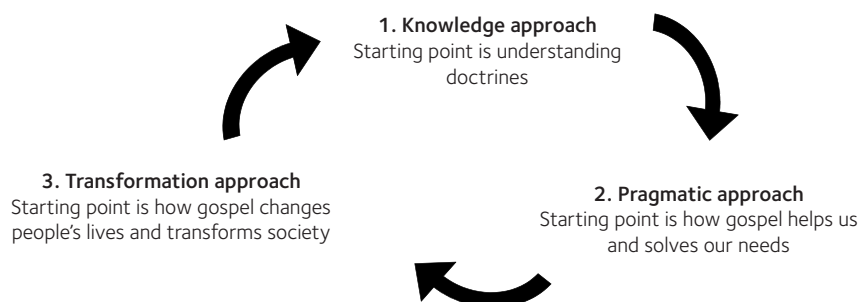 1. Knowledge approach
Starting point is understanding
doctrines
2. Pragmatic approach
Starting point is how gospel helps us
and solves our needs
3. Transformation approach
Starting point is how gospel changes
people's lives and transforms society